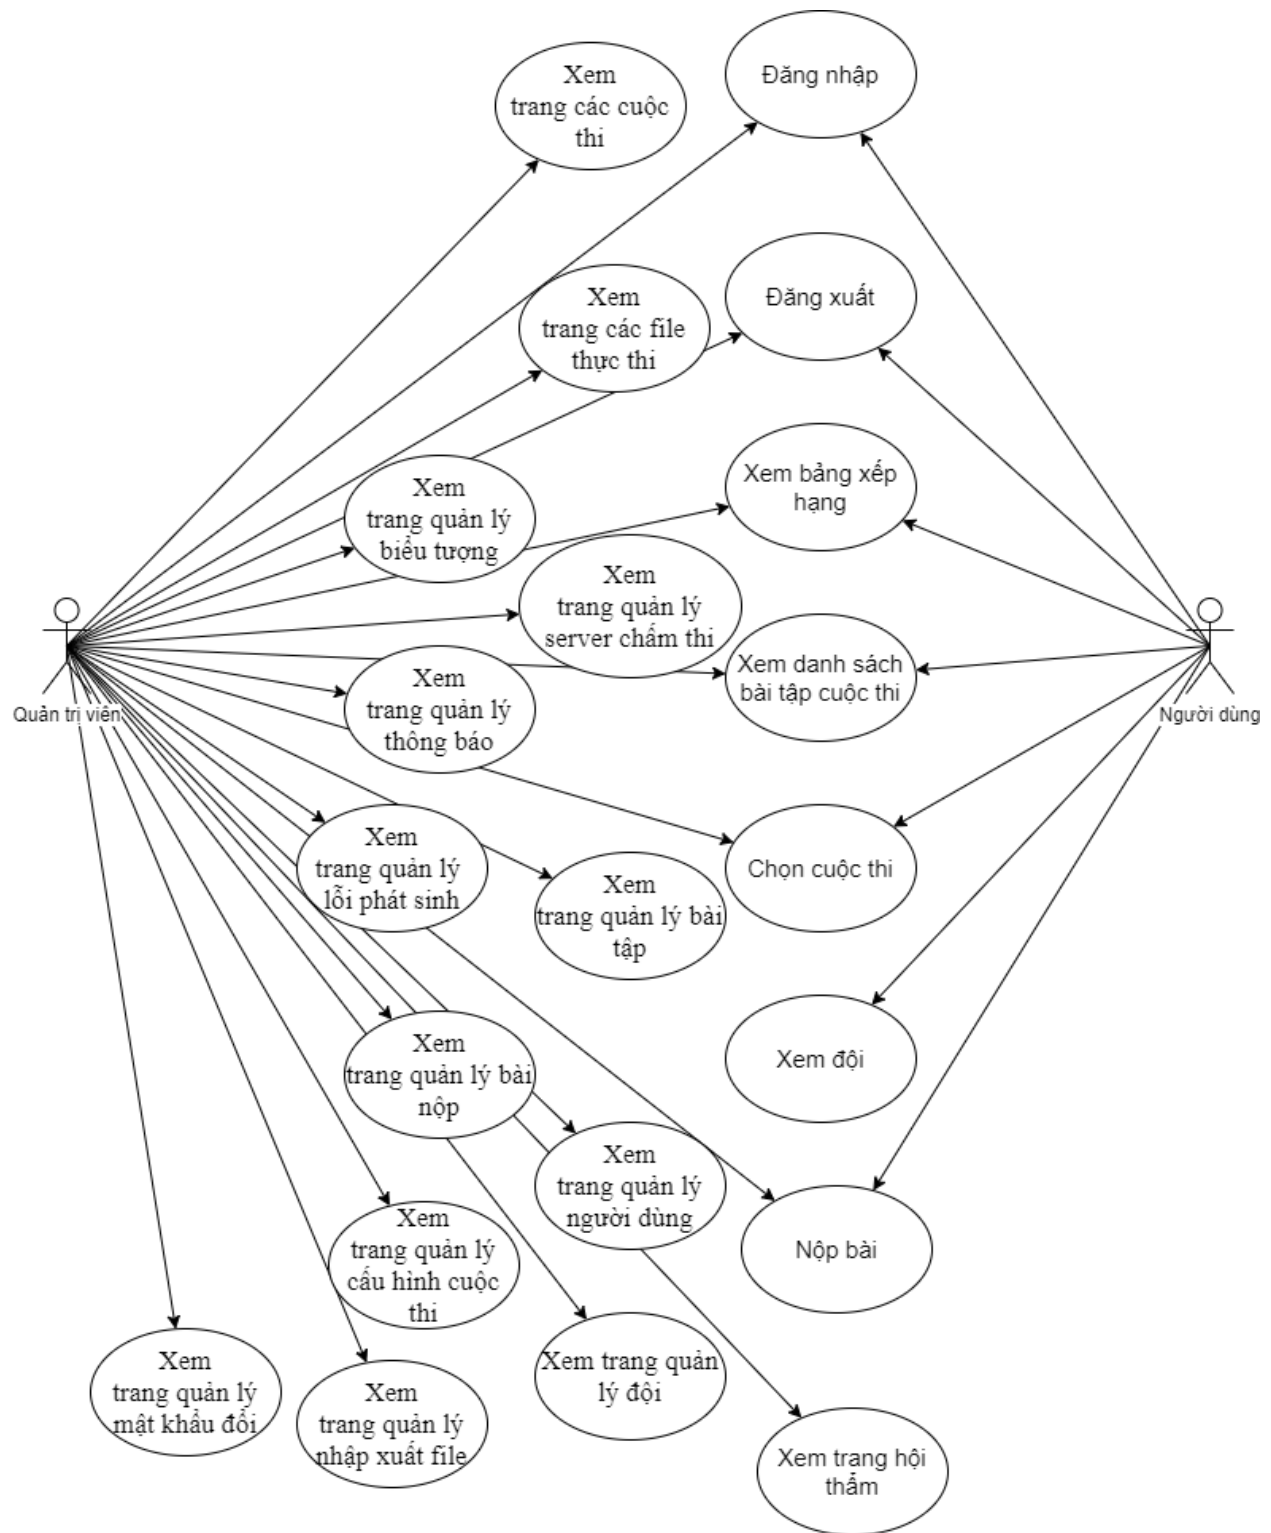 Đăng nhập
Xem
trang các cuộc
thi
Đăng xuất
Xem
trang các file
thực thi
Xem bảng xếp
hạng
Xem
trang quản lý
biểu tượng
Xem
trang quản lý
server chấm thi
Xem danh sách
bài tập cuộc thi
Xem
trang quản lý
thông báo
Quản trị viên
Người dùng
Xem
trang quản lý
lỗi phát sinh
Chọn cuộc thi
Xem
trang quản lý bài
tập
Xem đội
Xem
trang quản lý bài
nộp
Xem
trang quản lý
người dùng
Nộp bài
Xem
trang quản lý
cấu hình cuộc
thi
Xem
trang quản lý
mật khẩu đổi
Xem
trang quản lý
nhập xuất file
Xem trang quản
lý đội
Xem trang hội
thẩm